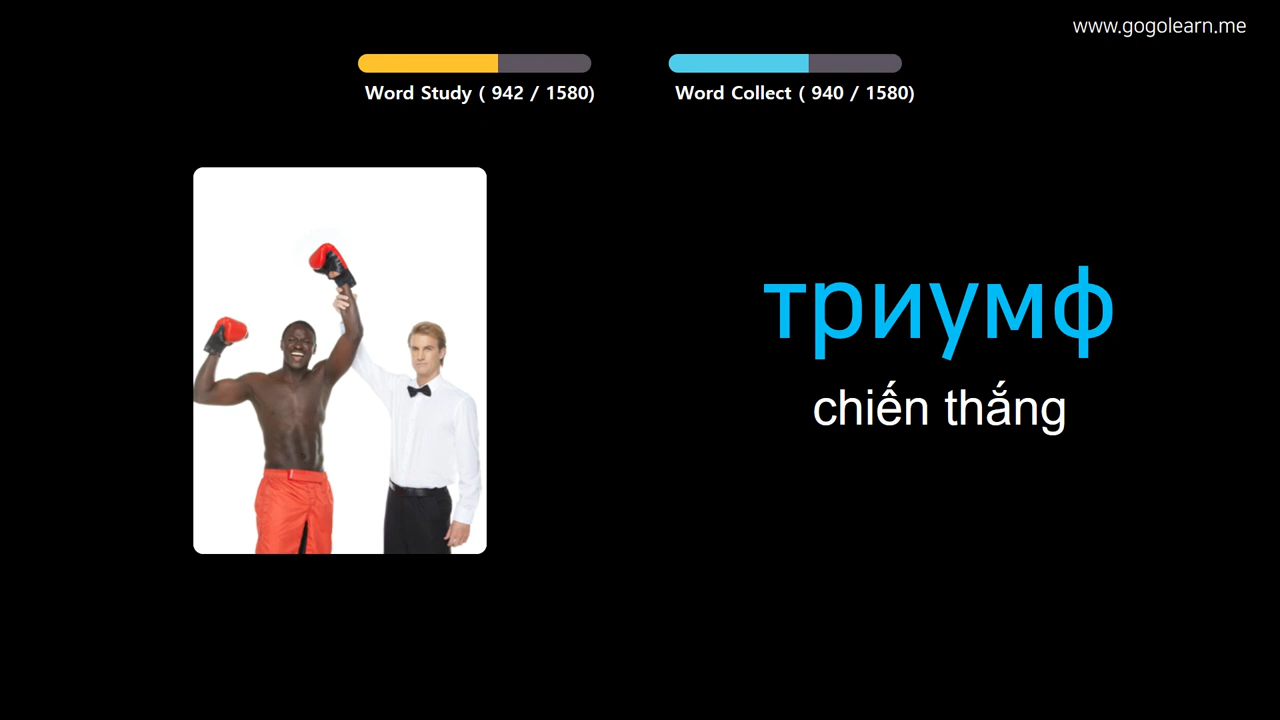 www.gogolearn.me
Word Study ( 942 / 1580)
Word Collect ( 940 / 1580)
триумф
chiến thắng